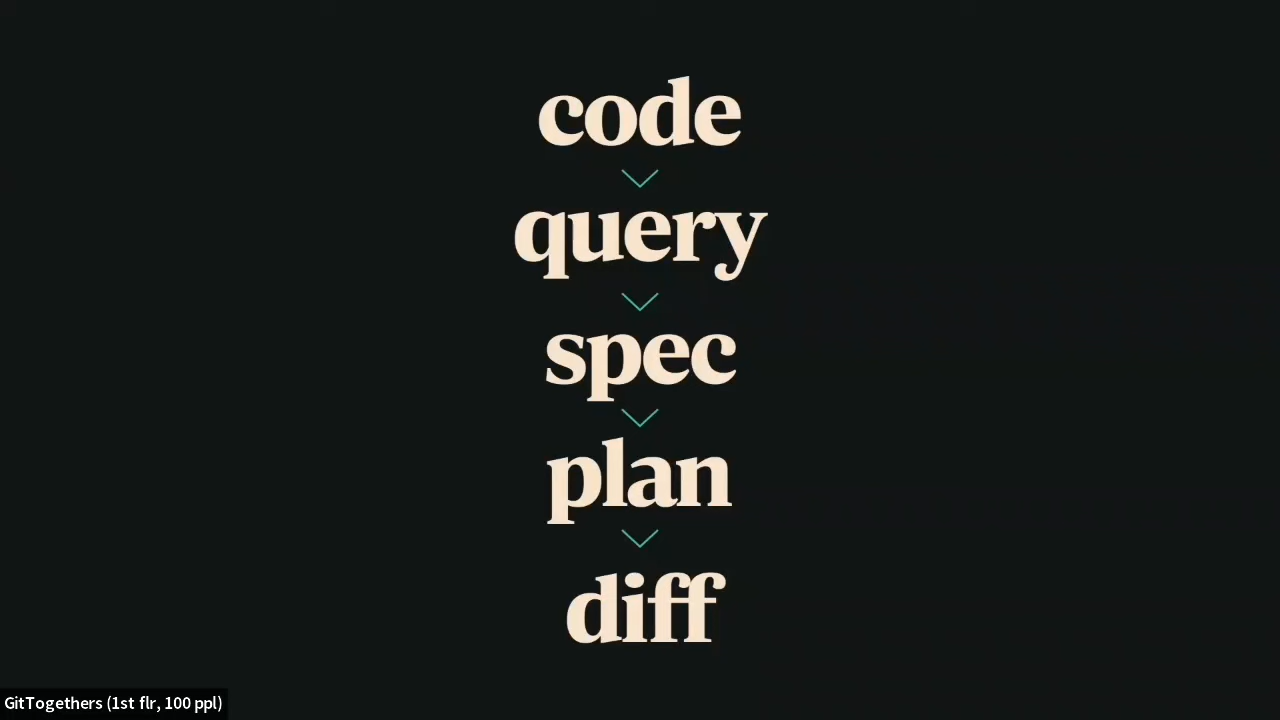 code
query
spec
plan
diff
GitTogethers (1st flr, 100 ppl)